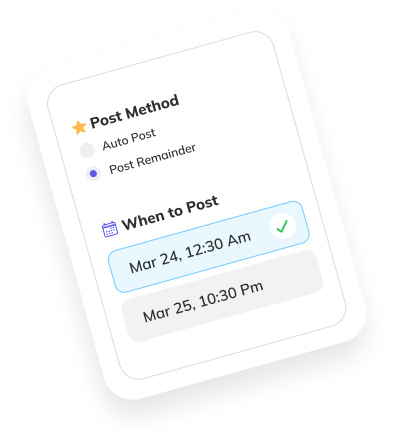 Post Method
Auto Post
Post Remainder
When to Post
Mar 24, 12:30 Am
Mar 25, 10:30 Pm